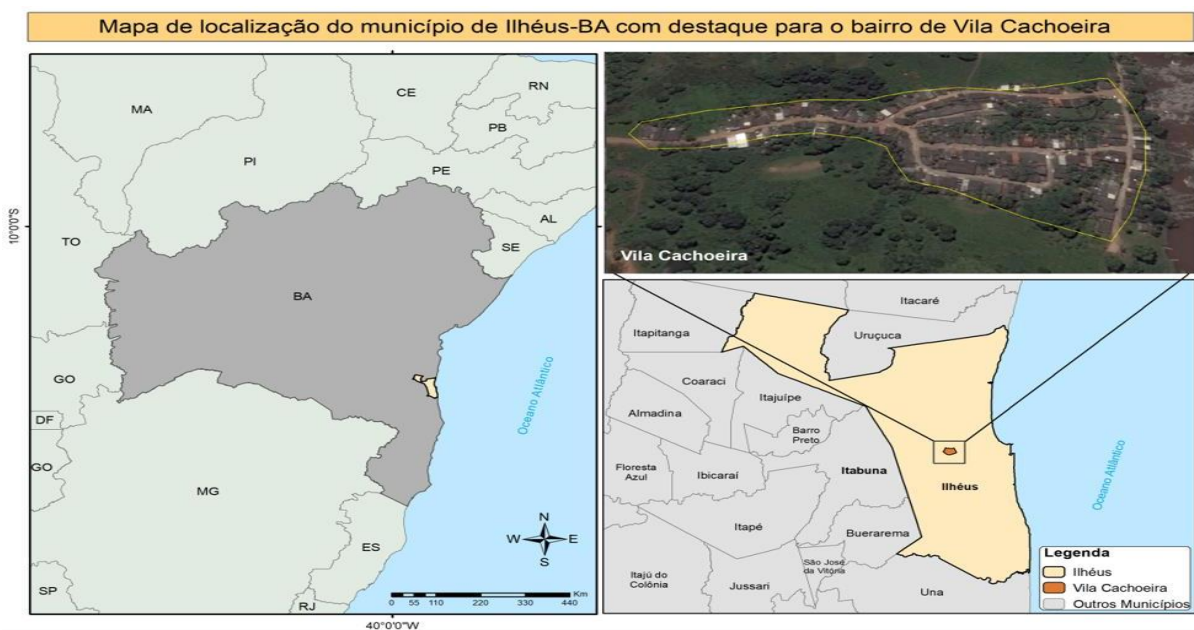 Mapa de localização do município de Ilhéus-BA com destaque para o bairro de Vila Cachoeira
MA
CE
RN
PB
PI
PE
AL
SE
TO
BA
GO
DF
GO
MG
ES
SP
RJ
10°0'0"S
40°0'0"W
Oceano Atlântico
N
W E
S
Km
0 55 110 220 330 440
Vila Cachoeira
Itacaré
Itapitanga
Uruçuca
Coaraci
Itajuípe
Almadina
Barro
Preto
Floresta
Azul
Ibicaraí
Itabuna
Ilhéus
Itapé
Buerarema
São José
da Vitória
Itajú do
Colônia
Jussari
Una
Oceano Atlântico
Legenda
Ilhéus
Vila Cachoeira
Outros Municípios